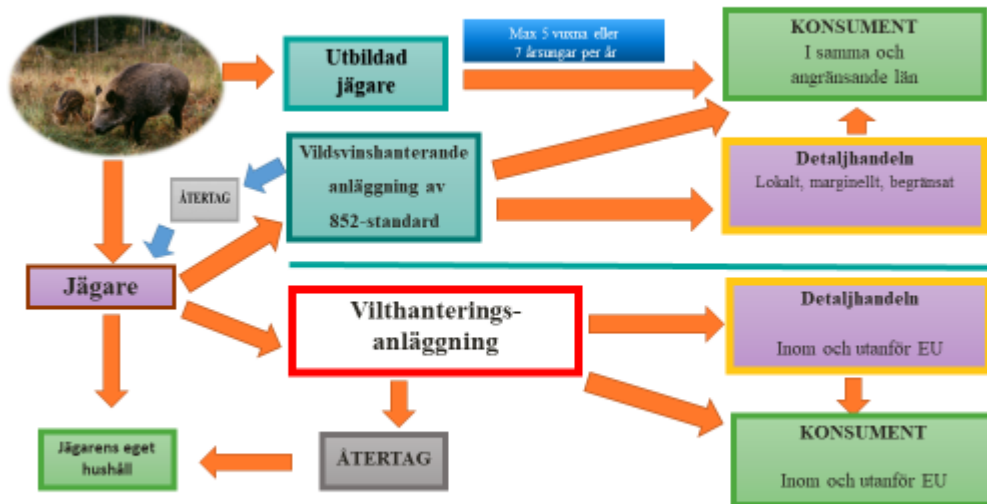 Utbildad
jägare
Max 5 vuxna eller
7 årsungar per år
KONSUMENT
I samma och
angränsande län
Vildsvinshanterande
anläggning av
852-standard
ÅTERTAG
Detaljhandeln
Lokalt, marginellt, begränsat
Jägare
Vilthanterings-
anläggning
Detaljhandeln
Inom och utanför EU
Jägarens eget
hushåll
ÅTERTAG
KONSUMENT
Inom och utanför EU